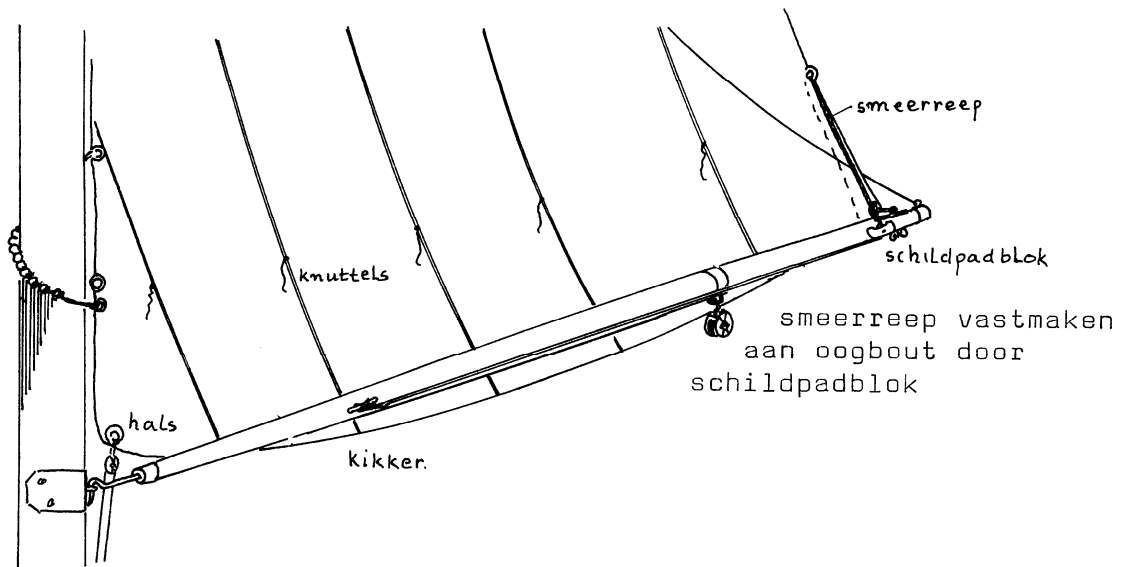 smeerreep
schildpadblok
knuttels
smeerreep vastmaken
aan oogbout door
schildpadblok
hals
kikker.